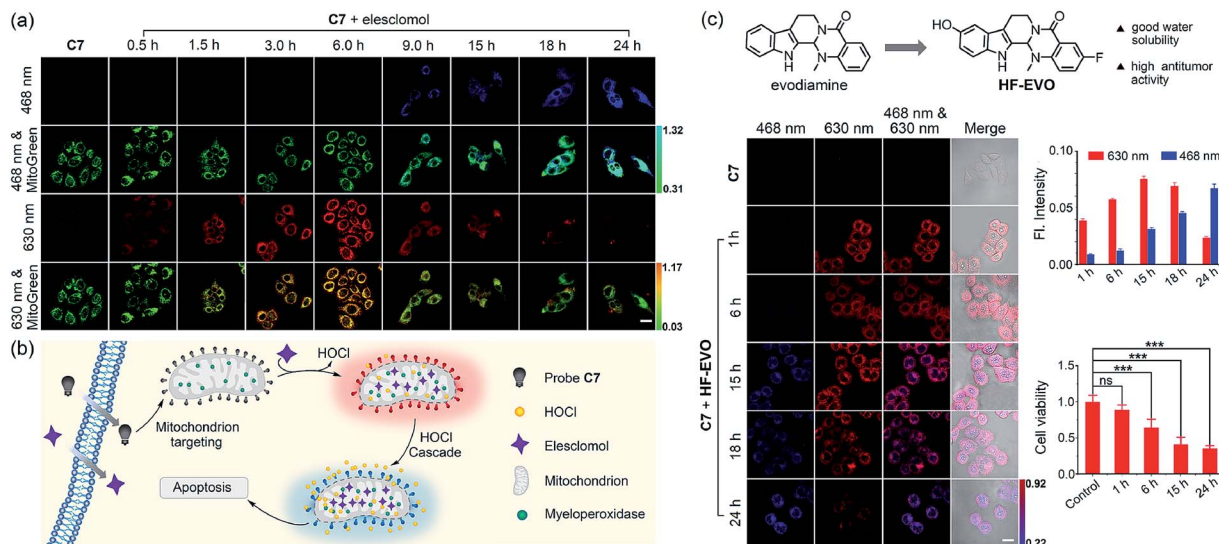 (a)
C7 + elesclomol
C7 0.5 h 1.5 h 3.0 h 6.0 h 9.0 h 15 h 18 h 24 h
468 nm
468 nm & MitoGreen
1.32
0.31
630 nm
630 nm & MitoGreen
1.17
0.03
(b)
HOCl
Mitochondrion
targeting
HOCl
Cascade
Apoptosis
Probe C7
HOCl
Elesclomol
Mitochondrion
Myeloperoxidase
(c)
O
N
N
H
N
evodiamine
HO
O
N
N
H
N
F
HF-EVO
▲ good water
solubility
▲ high antitumor
activity
468 nm &
468 nm 630 nm 630 nm Merge
C7
C7 + HF-EVO
1 h
6 h
15 h
18 h
24 h
0.92
0.22
630 nm 468 nm
Fl. Intensity
0.10
0.05
0.00
1 h 6 h 15 h 18 h 24 h
Cell viability
***
***
***
ns
1.5
1.0
0.5
0.0
Control 1 h 6 h 15 h 24 h